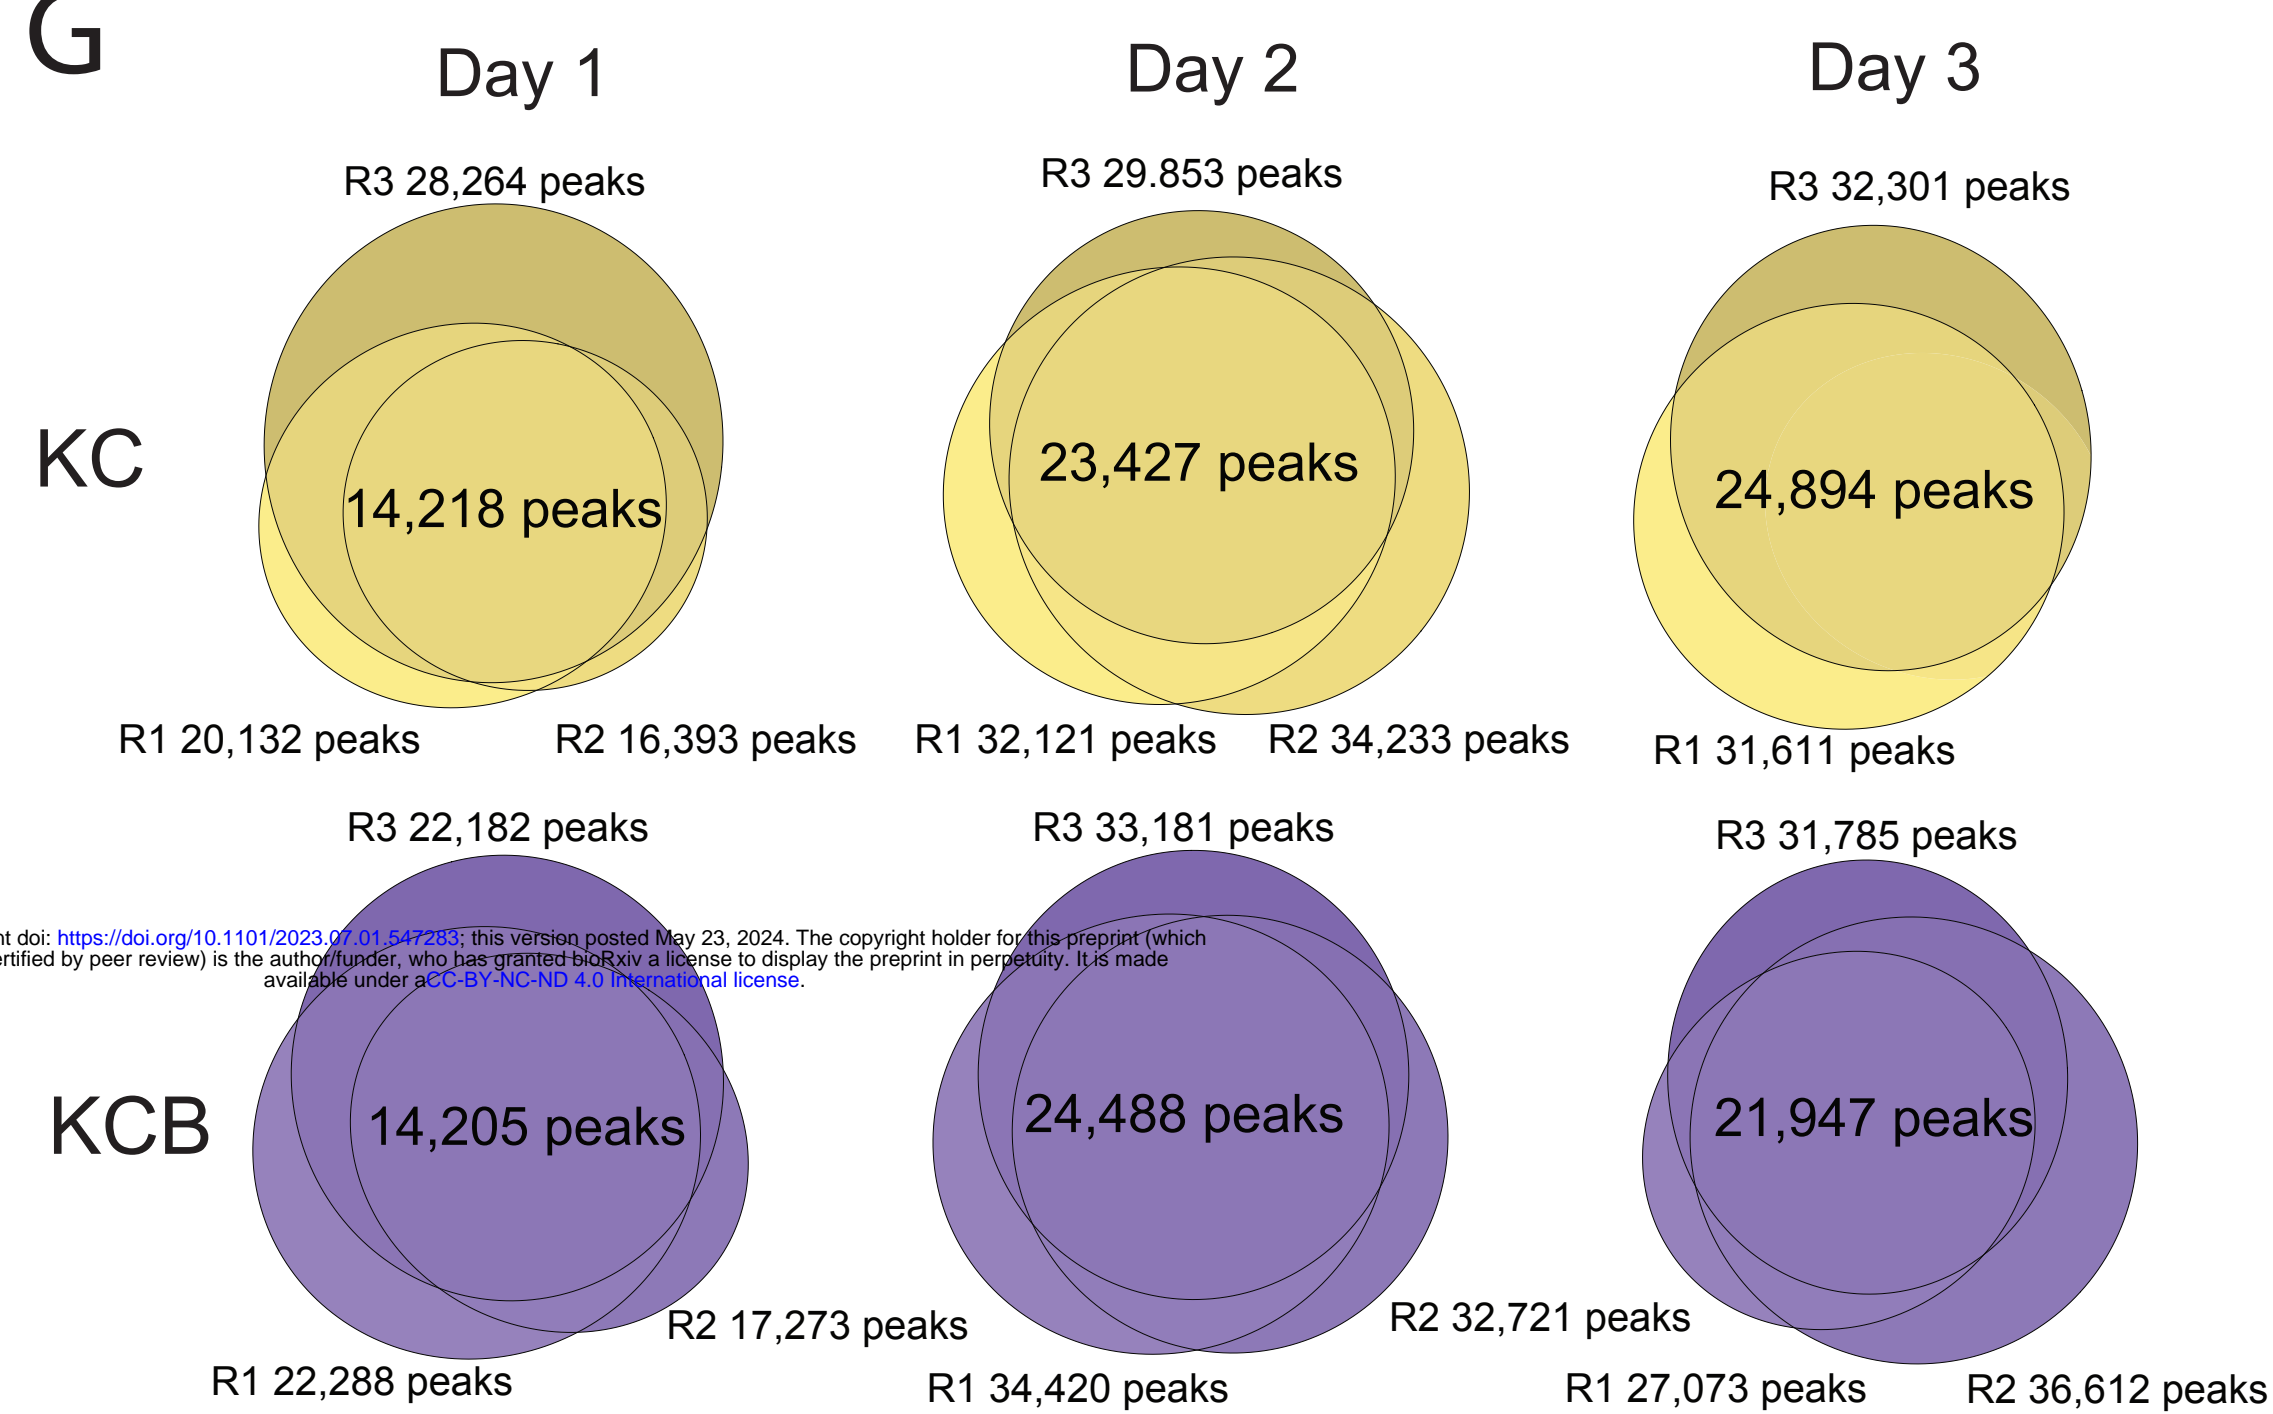 G
Day 1
Day 2
Day 3
R3 28,264 peaks
R3 29.853 peaks
R3 32,301 peaks
KC
14,218 peaks
23,427 peaks
24,894 peaks
R1 20,132 peaks
R2 16,393 peaks
R1 32,121 peaks
R2 34,233 peaks
R1 31,611 peaks
R3 22,182 peaks
R3 33,181 peaks
R3 31,785 peaks
doi: https://doi.org/10.1101/2023.07.01.547283; this version posted May 23, 2024. The copyright holder for this preprint (which
by peer review) is the author/funder, who has granted bioRxiv a license to display the preprint in perpetuity. It is made
available under aCC-BY-NC-ND 4.0 International license.
KCB
14,205 peaks
24,488 peaks
21,947 peaks
R2 17,273 peaks
R2 32,721 peaks
R1 22,288 peaks
R1 34,420 peaks
R1 27,073 peaks
R2 36,612 peaks